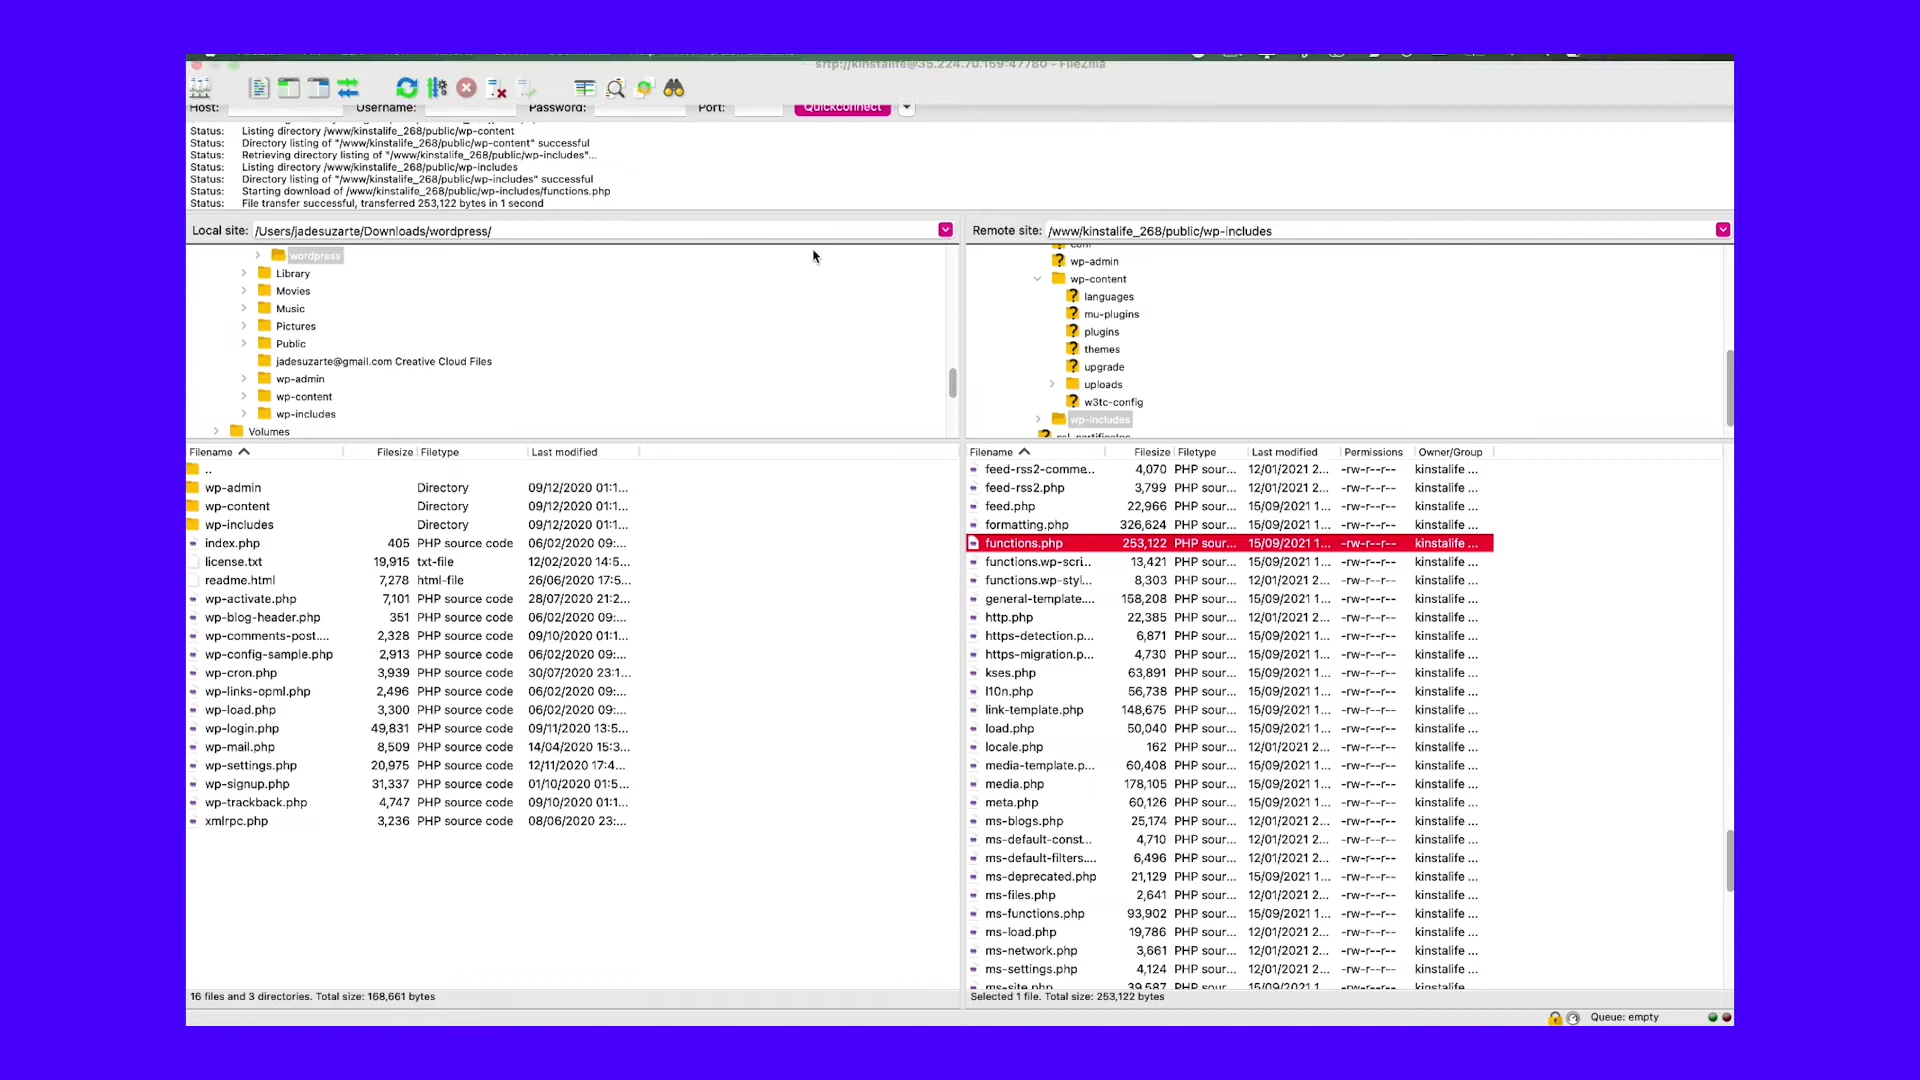 sftp://kinstalife@35.224.70.159:47780 - FileZilla
Host: Username: Password: Port: Quickconnect
Status: Listing directory /www/kinstalife_268/public/wp-content
Status: Directory listing of "/www/kinstalife_268/public/wp-content" successful
Status: Retrieving directory listing of "/www/kinstalife_268/public/wp-includes"...
Status: Listing directory /www/kinstalife_268/public/wp-includes
Status: Directory listing of "/www/kinstalife_268/public/wp-includes" successful
Status: Starting download of /www/kinstalife_268/public/wp-includes/functions.php
Status: File transfer successful, transferred 253,122 bytes in 1 second
Local site: /Users/jadesuzarte/Downloads/wordpress/
wordpress
Library
Movies
Music
Pictures
Public
jadesuzarte@gmail.com Creative Cloud Files
wp-admin
wp-content
wp-includes
Volumes
Filename Filesize Filetype Last modified
..
wp-admin Directory 09/12/2020 01:1...
wp-content Directory 09/12/2020 01:1...
wp-includes Directory 09/12/2020 01:1...
index.php 405 PHP source code 06/02/2020 09:...
license.txt 19,915 txt-file 12/02/2020 14:5...
readme.html 7,278 html-file 26/06/2020 17:5...
wp-activate.php 7,101 PHP source code 28/07/2020 21:2...
wp-blog-header.php 351 PHP source code 06/02/2020 09:...
wp-comments-post.... 2,328 PHP source code 09/10/2020 01:1...
wp-config-sample.php 2,913 PHP source code 06/02/2020 09:...
wp-cron.php 3,939 PHP source code 30/07/2020 23:1...
wp-links-opml.php 2,496 PHP source code 06/02/2020 09:...
wp-load.php 3,300 PHP source code 06/02/2020 09:...
wp-login.php 49,831 PHP source code 09/11/2020 13:5...
wp-mail.php 8,509 PHP source code 14/04/2020 15:3...
wp-settings.php 20,975 PHP source code 12/11/2020 17:4...
wp-signup.php 31,337 PHP source code 01/10/2020 01:5...
wp-trackback.php 4,747 PHP source code 09/10/2020 01:1...
xmlrpc.php 3,236 PHP source code 08/06/2020 23:...
16 files and 3 directories. Total size: 168,661 bytes
Remote site: /www/kinstalife_268/public/wp-includes
wp-admin
wp-content
languages
mu-plugins
plugins
themes
upgrade
uploads
w3tc-config
wp-includes
ssl_certificates
Filename Filesize Filetype Last modified Permissions Owner/Group
feed-rss2-comme... 4,070 PHP sour... 12/01/2021 2... -rw-r--r-- kinstalife ...
feed-rss2.php 3,799 PHP sour... 12/01/2021 2... -rw-r--r-- kinstalife ...
feed.php 22,966 PHP sour... 15/09/2021 1... -rw-r--r-- kinstalife ...
formatting.php 326,624 PHP sour... 15/09/2021 1... -rw-r--r-- kinstalife ...
functions.php 253,122 PHP sour... 15/09/2021 1... -rw-r--r-- kinstalife ...
functions.wp-scri... 13,421 PHP sour... 15/09/2021 1... -rw-r--r-- kinstalife ...
functions.wp-styl... 8,303 PHP sour... 12/01/2021 2... -rw-r--r-- kinstalife ...
general-template.... 158,208 PHP sour... 15/09/2021 1... -rw-r--r-- kinstalife ...
http.php 22,385 PHP sour... 12/01/2021 2... -rw-r--r-- kinstalife ...
https-detection.p... 6,871 PHP sour... 15/09/2021 1... -rw-r--r-- kinstalife ...
https-migration.p... 4,730 PHP sour... 15/09/2021 1... -rw-r--r-- kinstalife ...
kses.php 63,891 PHP sour... 15/09/2021 1... -rw-r--r-- kinstalife ...
l10n.php 56,738 PHP sour... 15/09/2021 1... -rw-r--r-- kinstalife ...
link-template.php 148,675 PHP sour... 15/09/2021 1... -rw-r--r-- kinstalife ...
load.php 50,040 PHP sour... 15/09/2021 1... -rw-r--r-- kinstalife ...
locale.php 162 PHP sour... 12/01/2021 2... -rw-r--r-- kinstalife ...
media-template.p... 60,408 PHP sour... 15/09/2021 1... -rw-r--r-- kinstalife ...
media.php 178,105 PHP sour... 15/09/2021 1... -rw-r--r-- kinstalife ...
meta.php 60,126 PHP sour... 15/09/2021 1... -rw-r--r-- kinstalife ...
ms-blogs.php 25,174 PHP sour... 12/01/2021 2... -rw-r--r-- kinstalife ...
ms-default-const... 4,710 PHP sour... 12/01/2021 2... -rw-r--r-- kinstalife ...
ms-default-filters.... 6,496 PHP sour... 12/01/2021 2... -rw-r--r-- kinstalife ...
ms-deprecated.php 21,129 PHP sour... 15/09/2021 1... -rw-r--r-- kinstalife ...
ms-files.php 2,641 PHP sour... 12/01/2021 2... -rw-r--r-- kinstalife ...
ms-functions.php 93,902 PHP sour... 15/09/2021 1... -rw-r--r-- kinstalife ...
ms-load.php 19,786 PHP sour... 12/01/2021 2... -rw-r--r-- kinstalife ...
ms-network.php 3,661 PHP sour... 12/01/2021 2... -rw-r--r-- kinstalife ...
ms-settings.php 4,124 PHP sour... 12/01/2021 2... -rw-r--r-- kinstalife ...
ms-site.php 39,587 PHP sour... 15/09/2021 1... -rw-r--r-- kinstalife ...
Selected 1 file. Total size: 253,122 bytes
Queue: empty